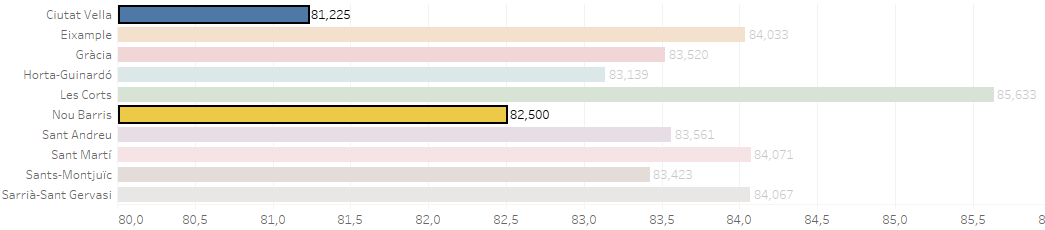 Ciutat Vella 81,225
Eixample 84,033
Gràcia 83,520
Horta-Guinardó 83,139
Les Corts 85,633
Nou Barris 82,500
Sant Andreu 83,561
Sant Martí 84,071
Sants-Montjuïc 83,423
Sarrià-Sant Gervasi 84,067
80,0 80,5 81,0 81,5 82,0 82,5 83,0 83,5 84,0 84,5 85,0 85,5 8